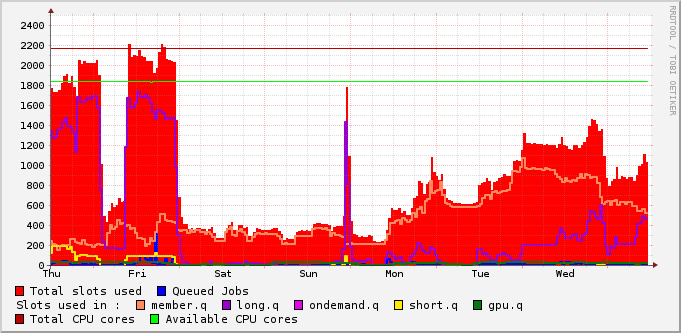 RRDTOOL / TOBI OETIKER
2400
2200
2000
1800
1600
1400
1200
1000
800
600
400
200
0
Thu Fri Sat Sun Mon Tue Wed
Total slots used Queued Jobs
Slots used in : member.q long.q ondemand.q short.q gpu.q
Total CPU cores Available CPU cores